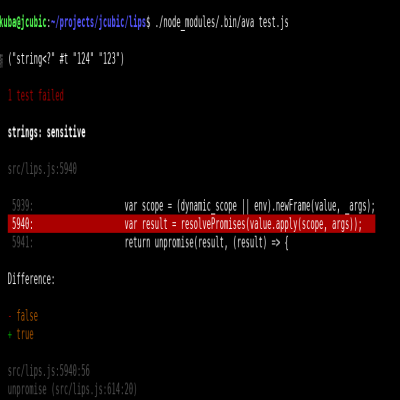 kuba@jcubic:~/projects/jcubic/lips$ ./node_modules/.bin/ava test.js
("string<?" #t "124" "123")
1 test failed
strings: sensitive
src/lips.js:5940
5939: var scope = (dynamic_scope || env).newFrame(value, _args);
5940: var result = resolvePromises(value.apply(scope, args));
5941: return unpromise(result, (result) => {
Difference:
- false
+ true
src/lips.js:5940:56
unpromise (src/lips.js:614:20)